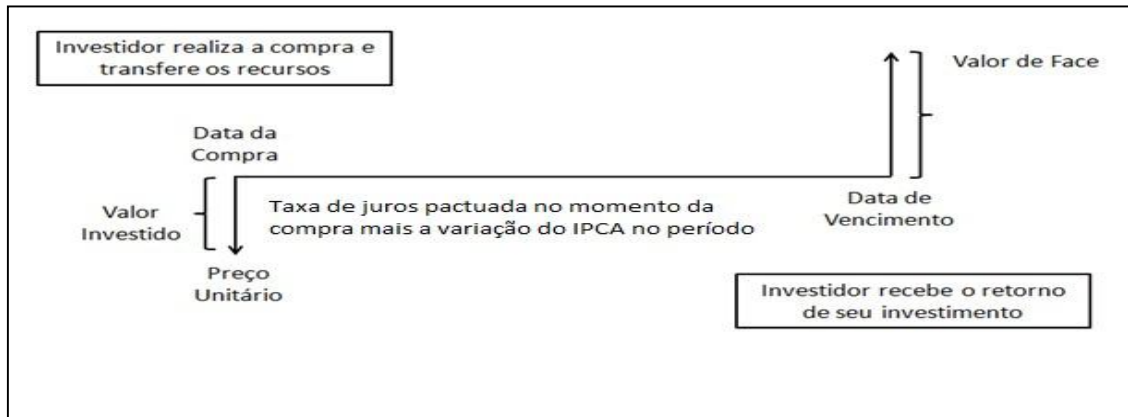 Investidor realiza a compra e
transfere os recursos
Valor de Face
Data da
Compra
Valor
Investido
Taxa de juros pactuada no momento da
compra mais a variação do IPCA no período
Data de
Vencimento
Preço
Unitário
Investidor recebe o retorno
de seu investimento